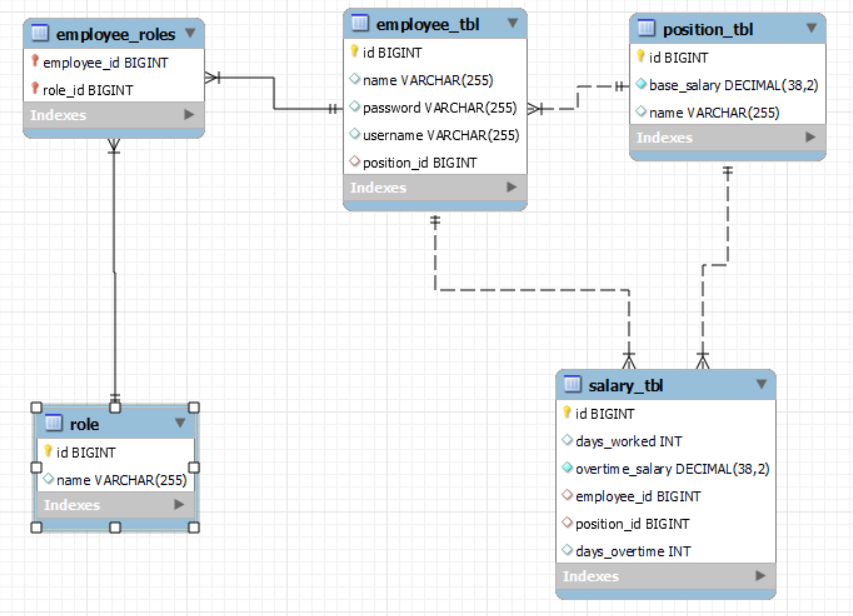 employee_roles
employee_id BIGINT
role_id BIGINT
Indexes
employee_tbl
id BIGINT
name VARCHAR(255)
password VARCHAR(255)
username VARCHAR(255)
position_id BIGINT
Indexes
position_tbl
id BIGINT
base_salary DECIMAL(38,2)
name VARCHAR(255)
Indexes
role
id BIGINT
name VARCHAR(255)
Indexes
salary_tbl
id BIGINT
days_worked INT
overtime_salary DECIMAL(38,2)
employee_id BIGINT
position_id BIGINT
days_overtime INT
Indexes